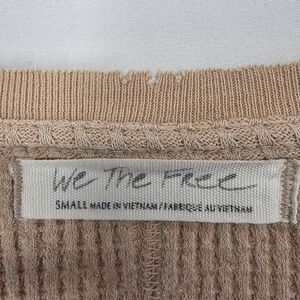 We The Free
SMALL MADE IN VIETNAM / FABRIQUÉ AU VIETNAM